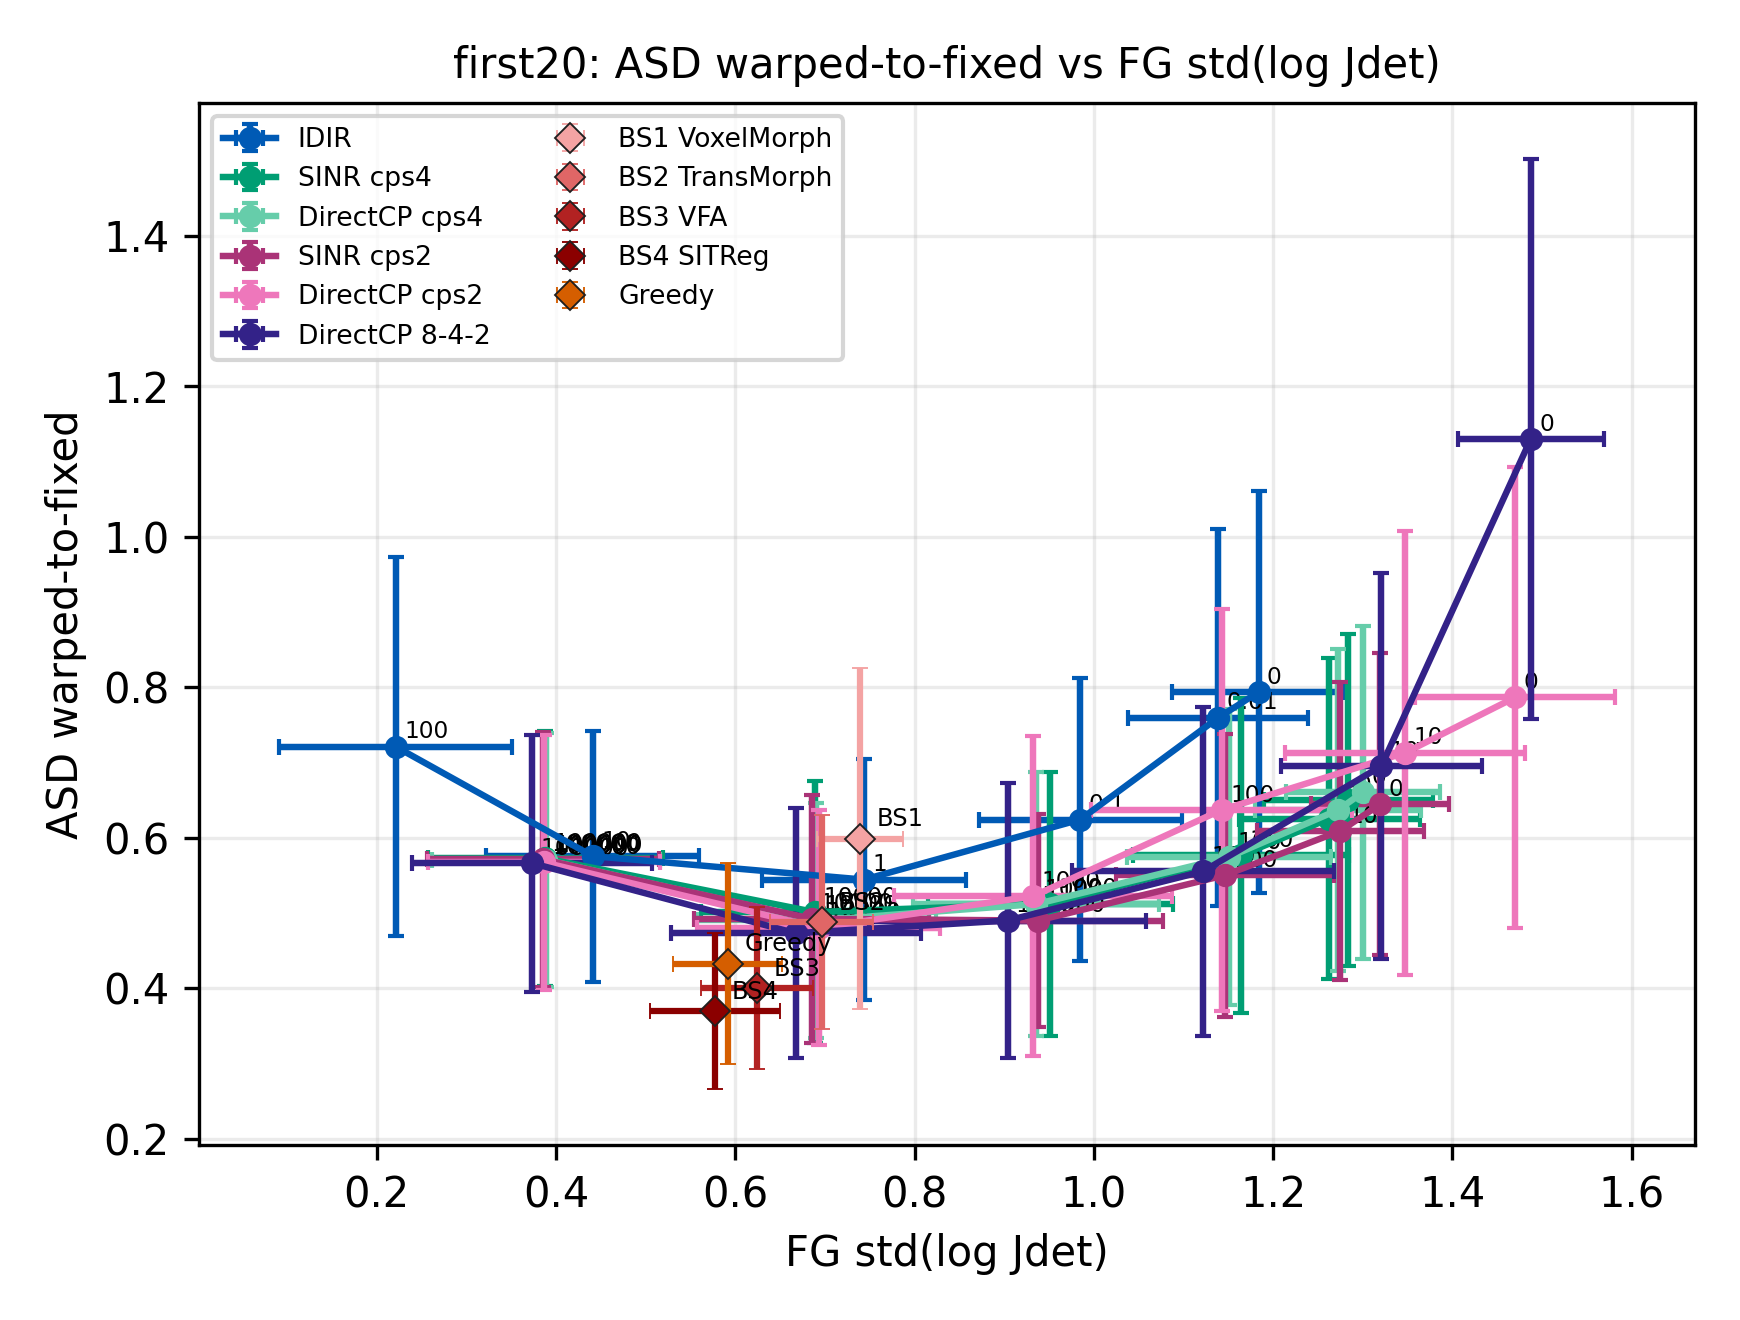 first20: ASD warped-to-fixed vs FG std(log Jdet)
IDIR
SINR cps4
DirectCP cps4
SINR cps2
DirectCP cps2
DirectCP 8-4-2
BS1 VoxelMorph
BS2 TransMorph
BS3 VFA
BS4 SITReg
Greedy
ASD warped-to-fixed
1.4
1.2
1.0
0.8
0.6
0.4
0.2
0
0
0
10
100
100
0
BS1
1
Greedy
BS3
BS4
0.2
0.4
0.6
0.8
1.0
1.2
1.4
1.6
FG std(log Jdet)